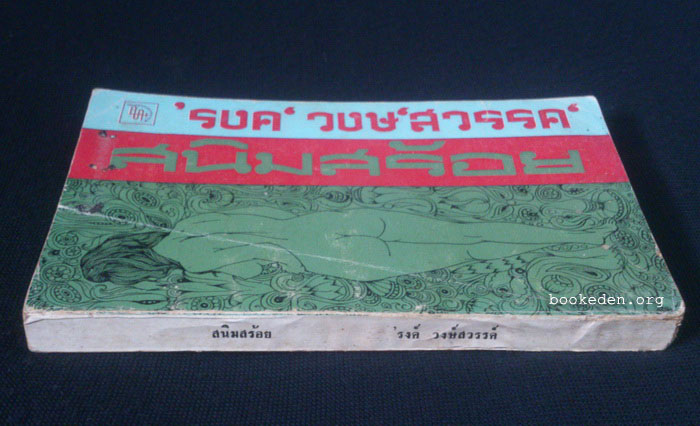 'รงค์ วงษ์สวรรค์
สนิมสร้อย
bookeden.org
สนิมสร้อย 'รงค์ วงษ์สวรรค์